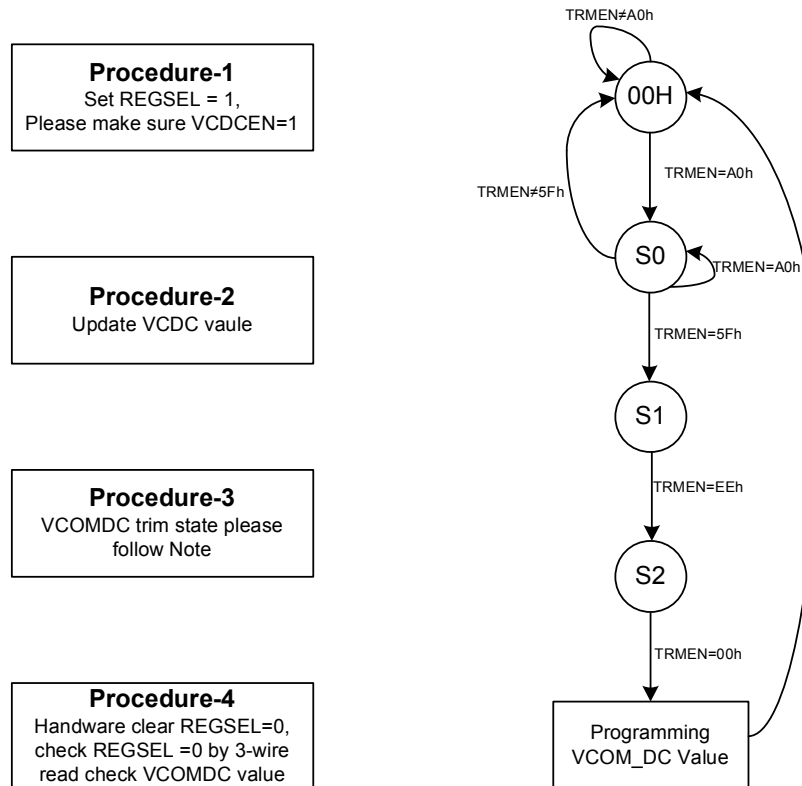 Procedure-1
Set REGSEL = 1,
Please make sure VCDCEN=1
Procedure-2
Update VCDC vaule
Procedure-3
VCOMDC trim state please
follow Note
Procedure-4
Handware clear REGSEL=0,
check REGSEL =0 by 3-wire
read check VCOMDC value
TRMEN≠A0h
00H
TRMEN=A0h
TRMEN≠5Fh
S0
TRMEN=A0h
TRMEN=5Fh
S1
TRMEN=EEh
S2
TRMEN=00h
Programming
VCOM_DC Value